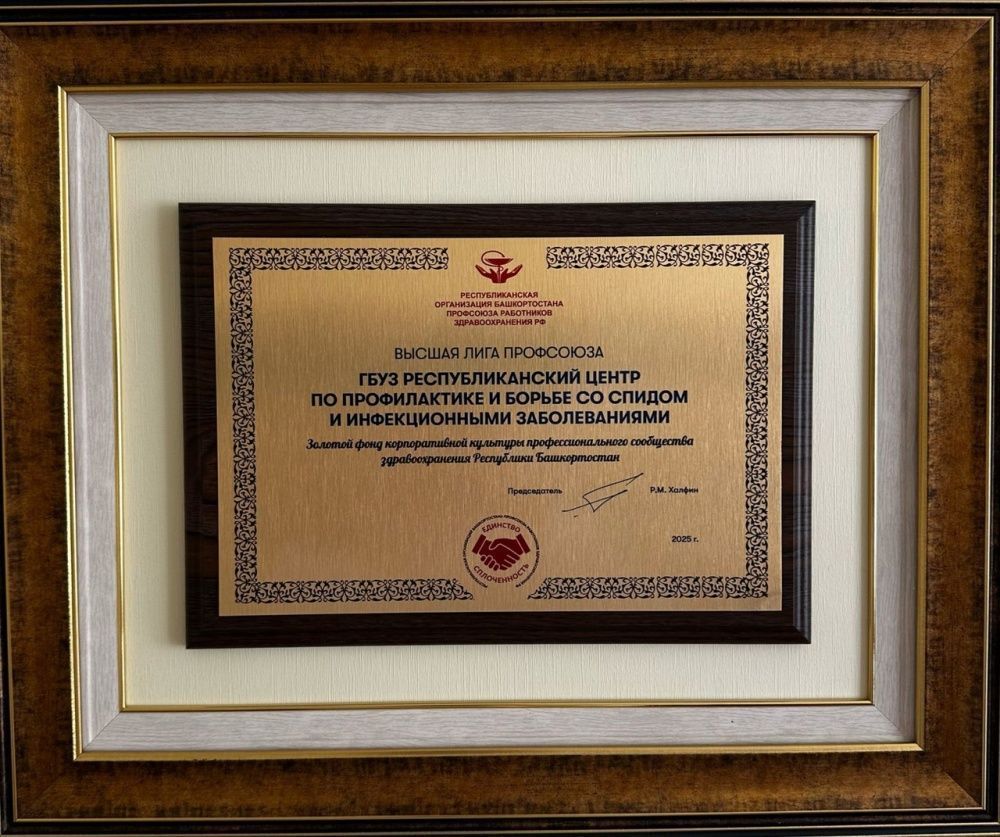 РЕСПУБЛИКАНСКАЯ
ОРГАНИЗАЦИЯ БАШКОРТОСТАНА
ПРОФСОЮЗА РАБОТНИКОВ
ЗДРАВООХРАНЕНИЯ РФ
ВЫСШАЯ ЛИГА ПРОФСОЮЗА
ГБУЗ РЕСПУБЛИКАНСКИЙ ЦЕНТР
ПО ПРОФИЛАКТИКЕ И БОРЬБЕ СО СПИДОМ
И ИНФЕКЦИОННЫМИ ЗАБОЛЕВАНИЯМИ
Золотой фонд корпоративной культуры профессионального сообщества
здравоохранения Республики Башкортостан
Председатель
Р.М. Халфин
2025 г.
ЕДИНСТВО
СПЛОЧЕННОСТЬ